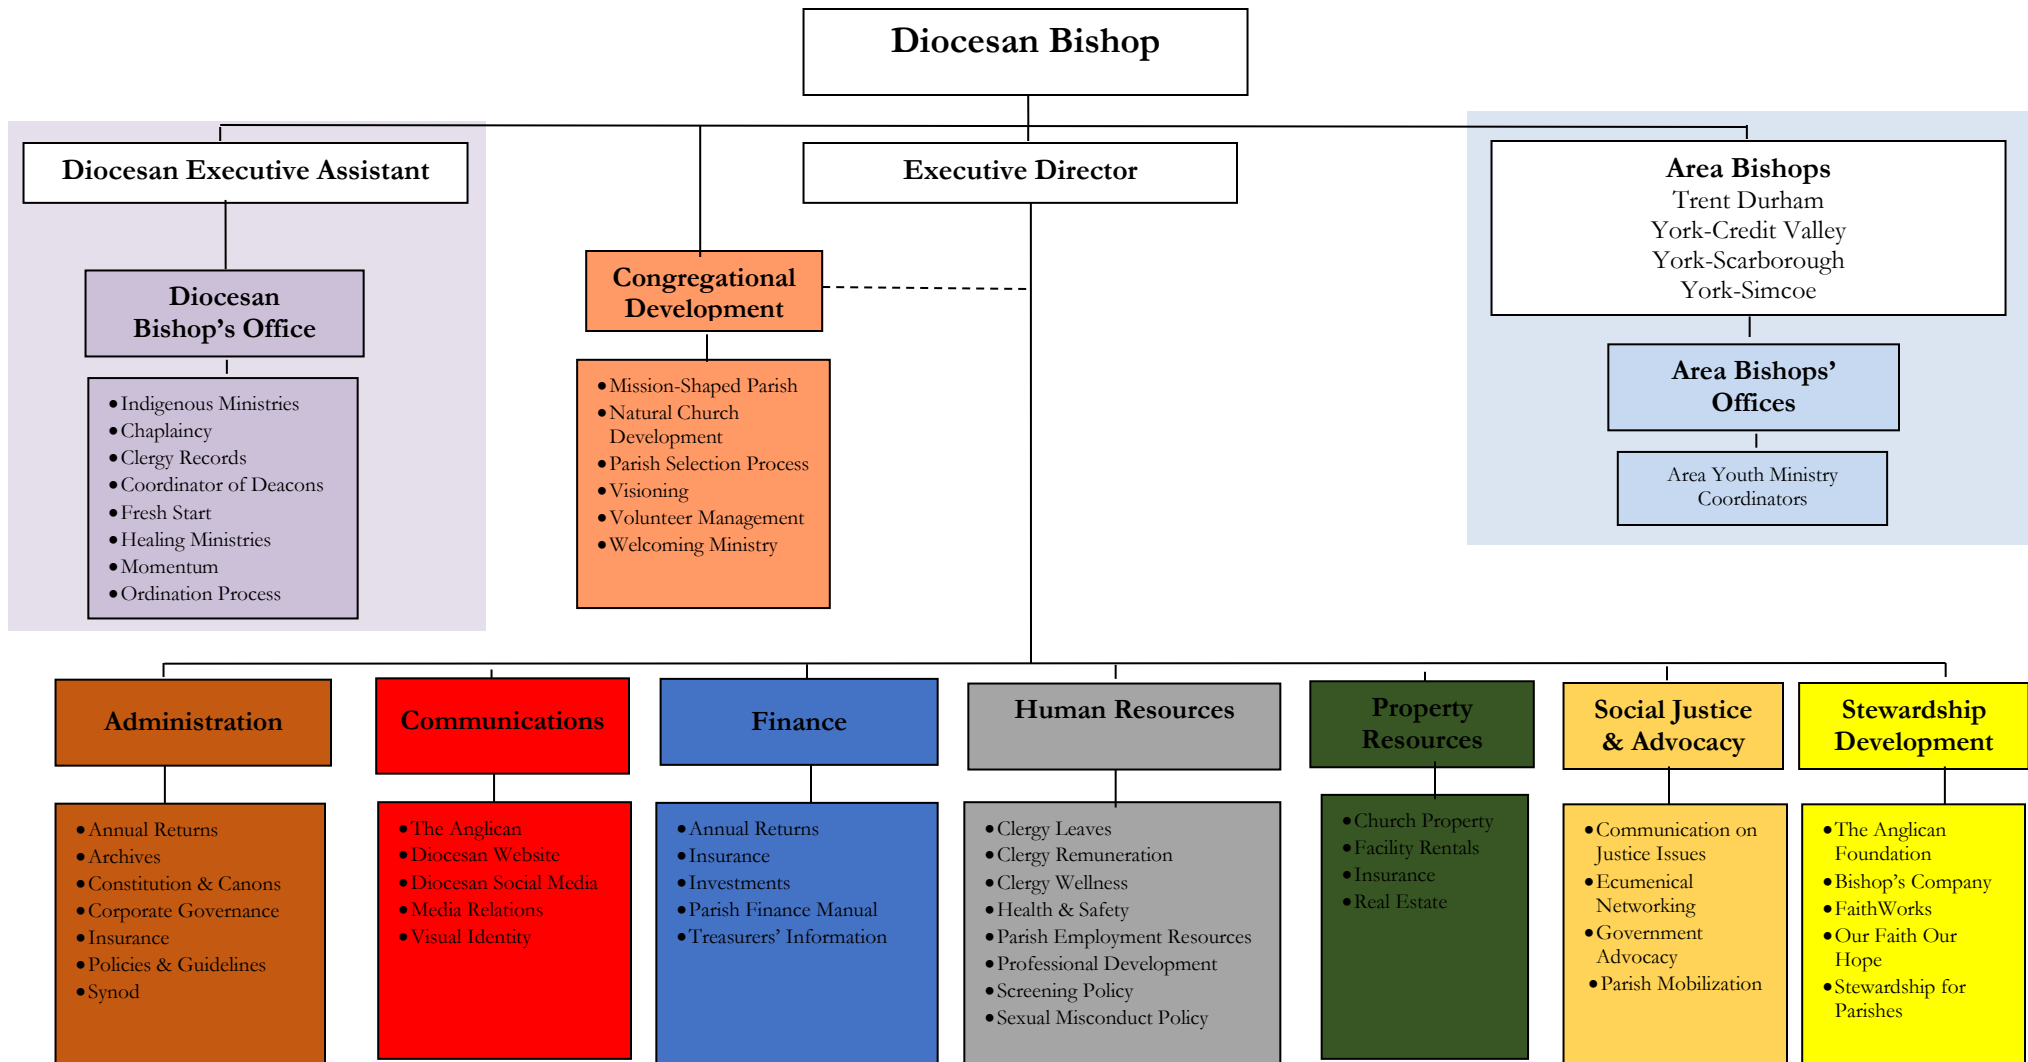 Diocesan Bishop
Diocesan Executive Assistant
Executive Director
Area Bishops
Trent Durham
York-Credit Valley
York-Scarborough
York-Simcoe
Diocesan
Bishop’s Office
Congregational
Development
Area Bishops’
Offices
• Indigenous Ministries
• Chaplaincy
• Clergy Records
• Coordinator of Deacons
• Fresh Start
• Healing Ministries
• Momentum
• Ordination Process
• Mission-Shaped Parish
• Natural Church
Development
• Parish Selection Process
• Visioning
• Volunteer Management
• Welcoming Ministry
Area Youth Ministry
Coordinators
Administration
Communications
Finance
Human Resources
Property
Resources
Social Justice
& Advocacy
Stewardship
Development
• Annual Returns
• Archives
• Constitution & Canons
• Corporate Governance
• Insurance
• Policies & Guidelines
• Synod
• The Anglican
• Diocesan Website
• Diocesan Social Media
• Media Relations
• Visual Identity
• Annual Returns
• Insurance
• Investments
• Parish Finance Manual
• Treasurers’ Information
• Clergy Leaves
• Clergy Remuneration
• Clergy Wellness
• Health & Safety
• Parish Employment Resources
• Professional Development
• Screening Policy
• Sexual Misconduct Policy
• Church Property
• Facility Rentals
• Insurance
• Real Estate
• Communication on
Justice Issues
• Ecumenical
Networking
• Government
Advocacy
• Parish Mobilization
• The Anglican
Foundation
• Bishop’s Company
• FaithWorks
• Our Faith Our
Hope
• Stewardship for
Parishes